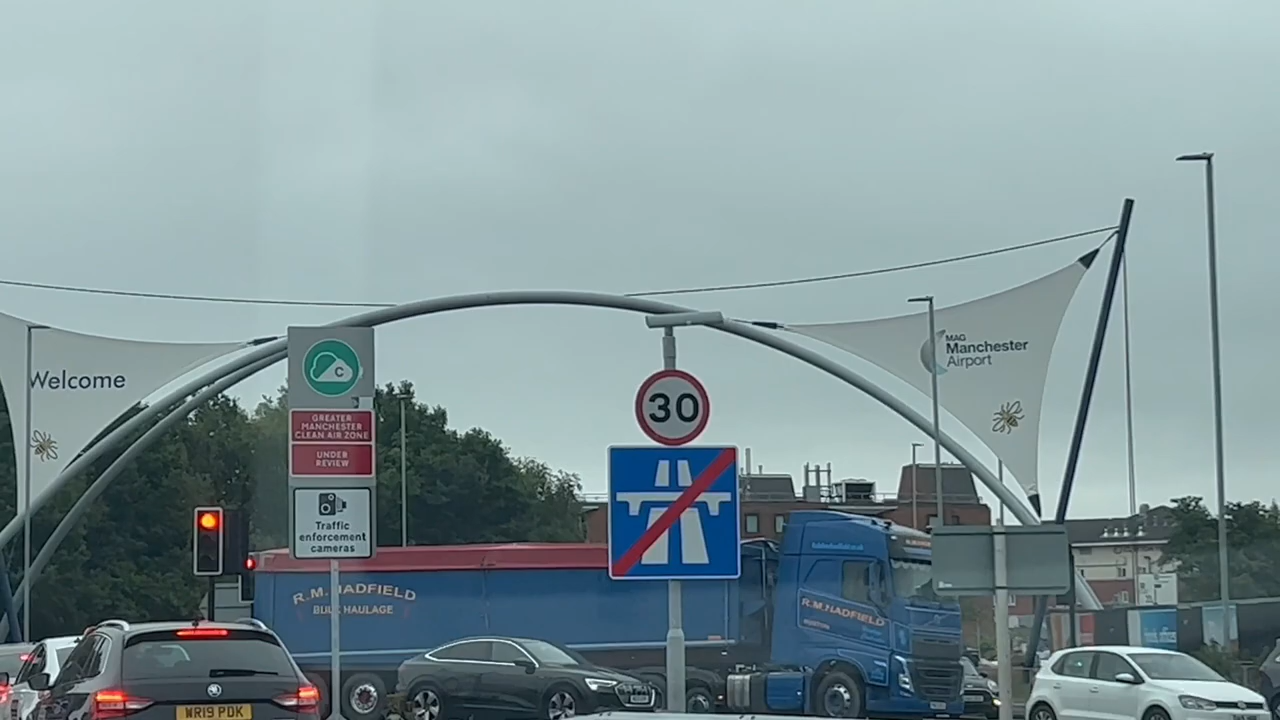 Welcome
MAG
Manchester
Airport
C
GREATER
MANCHESTER
CLEAN AIR ZONE
UNDER
REVIEW
Traffic
enforcement
cameras
30
R.M.HADFIELD
BULK HAULAGE
R.M.HADFIELD
WR19 PDK